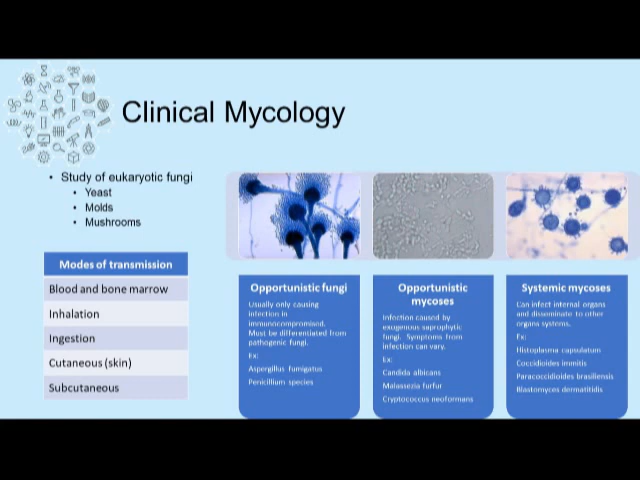 Clinical Mycology
• Study of eukaryotic fungi
• Yeast
• Molds
• Mushrooms
Modes of transmission
Blood and bone marrow
Inhalation
Ingestion
Cutaneous (skin)
Subcutaneous
Opportunistic fungi
Usually only causing
infection in
immunocompromised.
Must be differentiated from
pathogenic fungi.
Ex:
Aspergillus fumigatus
Penicillium species
Opportunistic
mycoses
Infection caused by
exogenous saprophytic
fungi. Symptoms from
infection can vary.
Ex:
Candida albicans
Malassezia furfur
Cryptococcus neoformans
Systemic mycoses
Can infect internal organs
and disseminate to other
organs systems.
Ex:
Histoplasma capsulatum
Coccidioides immitis
Paracoccidioides brasiliensis
Blastomyces dermatitidis